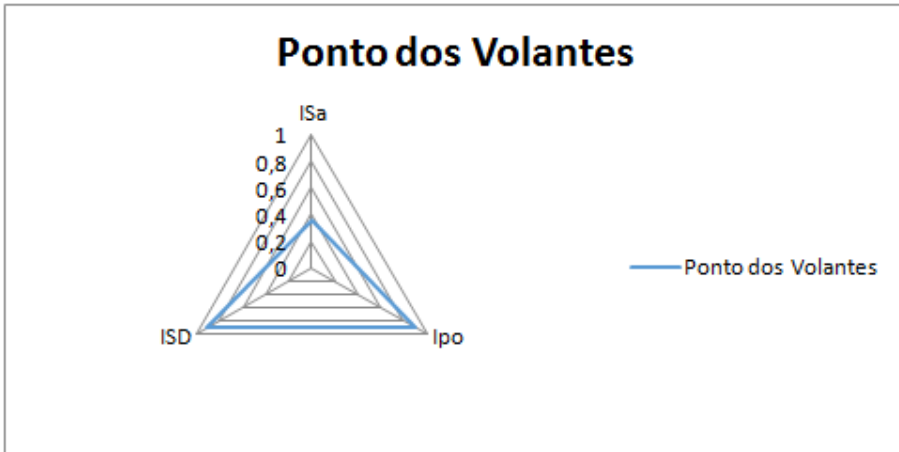 Ponto dos Volantes
ISa
1
0,8
0,6
0,4
0,2
0
ISD
Ipo
Ponto dos Volantes